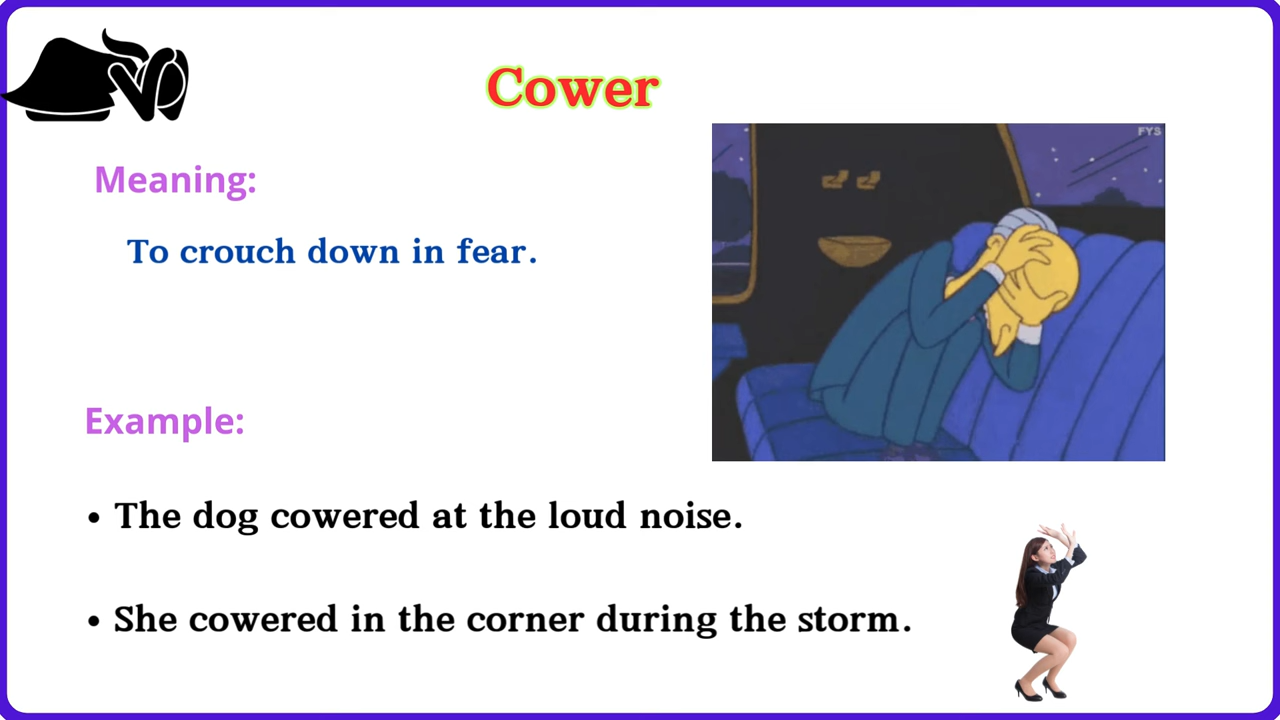 Cower
FYS
Meaning:
To crouch down in fear.
Example:
• The dog cowered at the loud noise.
• She cowered in the corner during the storm.